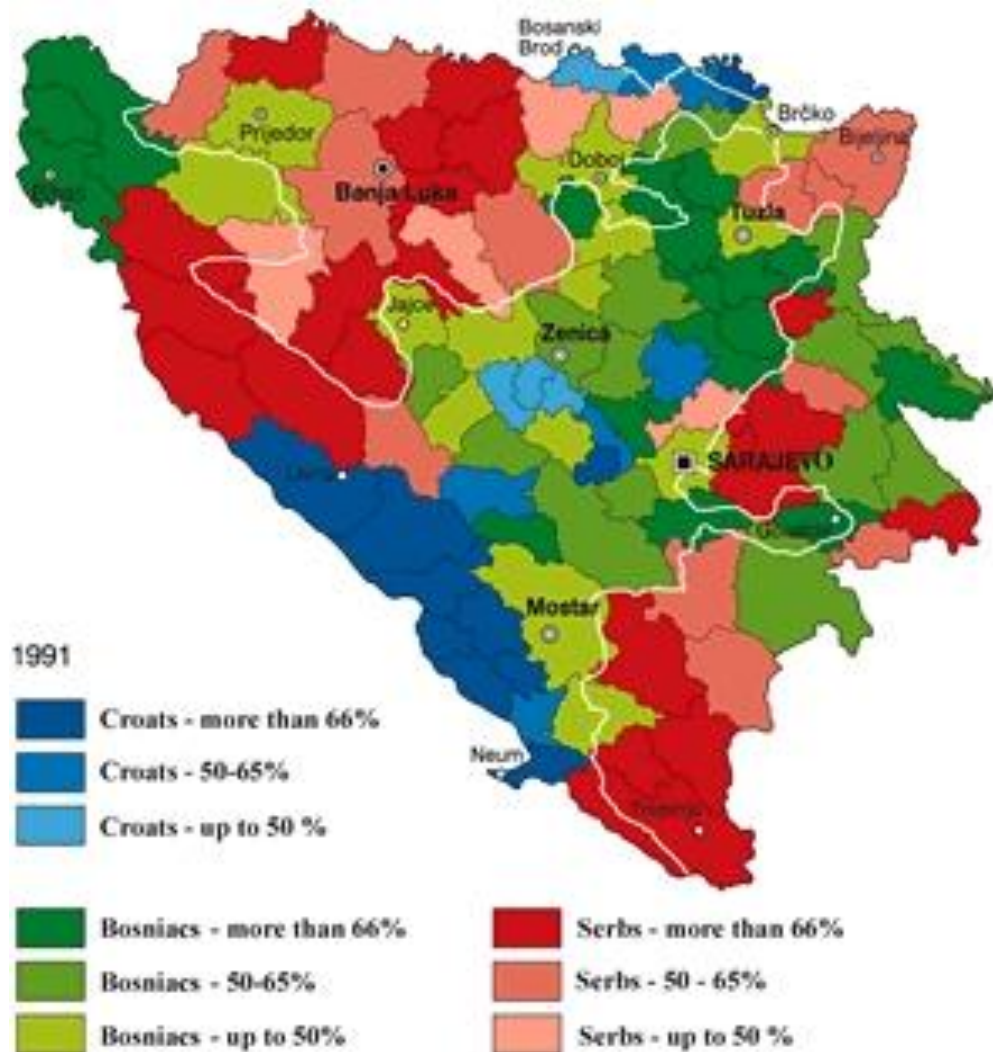 Bosanski
Brod
Brčko
Prijedor
Bijeljina
Doboj
Banja Luka
Tuzla
Jajce
Zenica
SARAJEVO
Mostar
1991
Neum
Trebinje
Croats - more than 66%
Croats - 50-65%
Croats - up to 50 %
Bosniacs - more than 66%
Bosniacs - 50-65%
Bosniacs - up to 50%
Serbs - more than 66%
Serbs - 50 - 65%
Serbs - up to 50 %